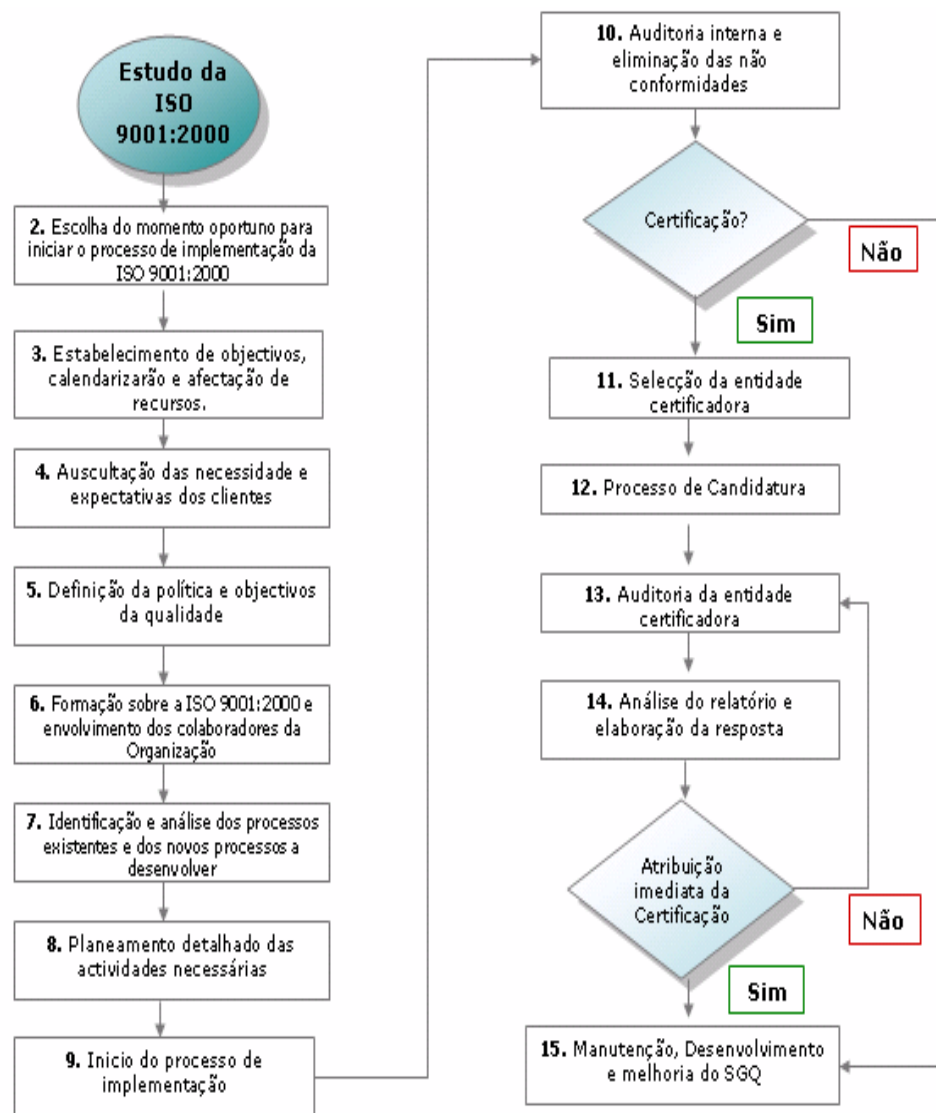 Estudo da
ISO
9001:2000
2. Escolha do momento oportuno para
iniciar o processo de implementação da
ISO 9001:2000
3. Estabelecimento de objectivos,
calendarizarão e afectação de
recursos.
4. Auscultação das necessidade e
expectativas dos clientes
5. Definição da política e objectivos
da qualidade
6. Formação sobre a ISO 9001:2000 e
envolvimento dos colaboradores da
Organização
7. Identificação e análise dos processos
existentes e dos novos processos a
desenvolver
8. Planeamento detalhado das
actividades necessárias
9. Inicio do processo de
implementação
10. Auditoria interna e
eliminação das não
conformidades
Certificação?
Não
Sim
11. Selecção da entidade
certificadora
12. Processo de Candidatura
13. Auditoria da entidade
certificadora
14. Análise do relatório e
elaboração da resposta
Atribuição
imediata da
Certificação
Não
Sim
15. Manutenção, Desenvolvimento
e melhoria do SGQ